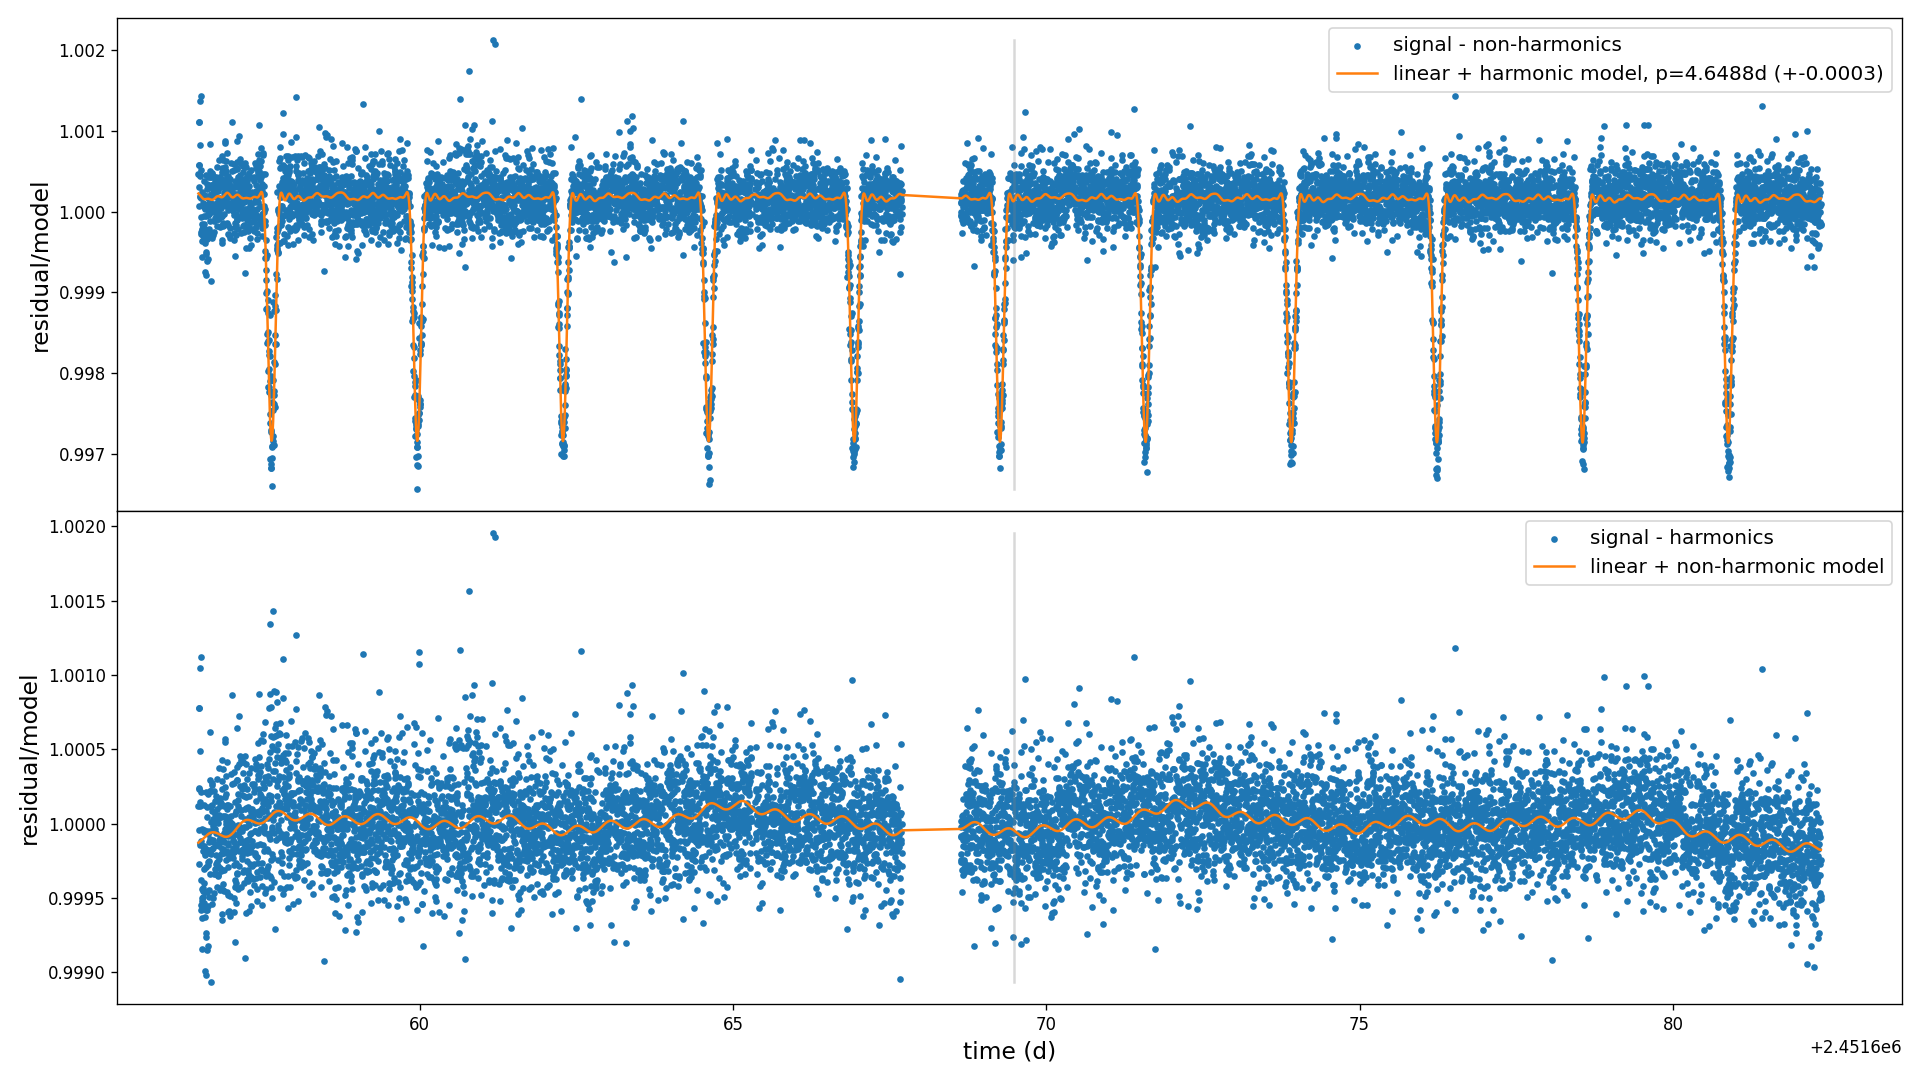 residual/model
1.002
1.001
1.000
0.999
0.998
0.997
signal - non-harmonics
linear + harmonic model, p=4.6488d (+-0.0003)
residual/model
1.0020
1.0015
1.0010
1.0005
1.0000
0.9995
0.9990
signal - harmonics
linear + non-harmonic model
60 65 70 75 80
time (d)
+2.4516e6